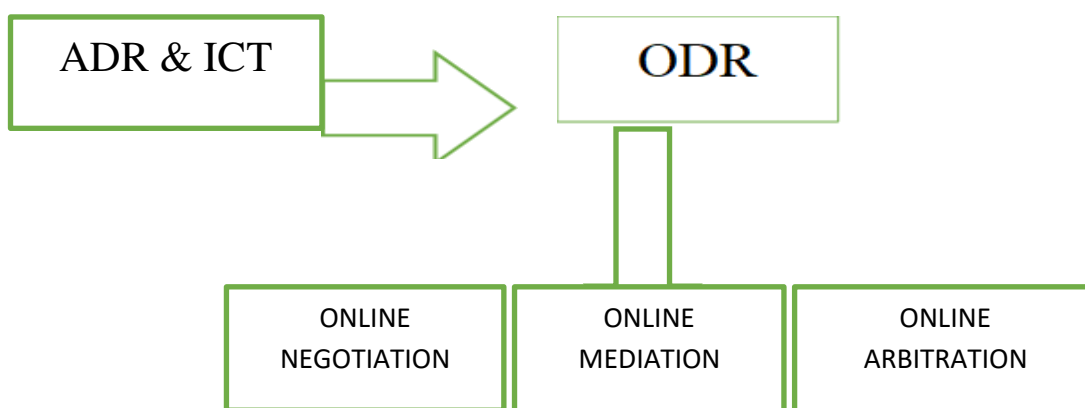 ADR & ICT
ODR
ONLINE
NEGOTIATION
ONLINE
MEDIATION
ONLINE
ARBITRATION